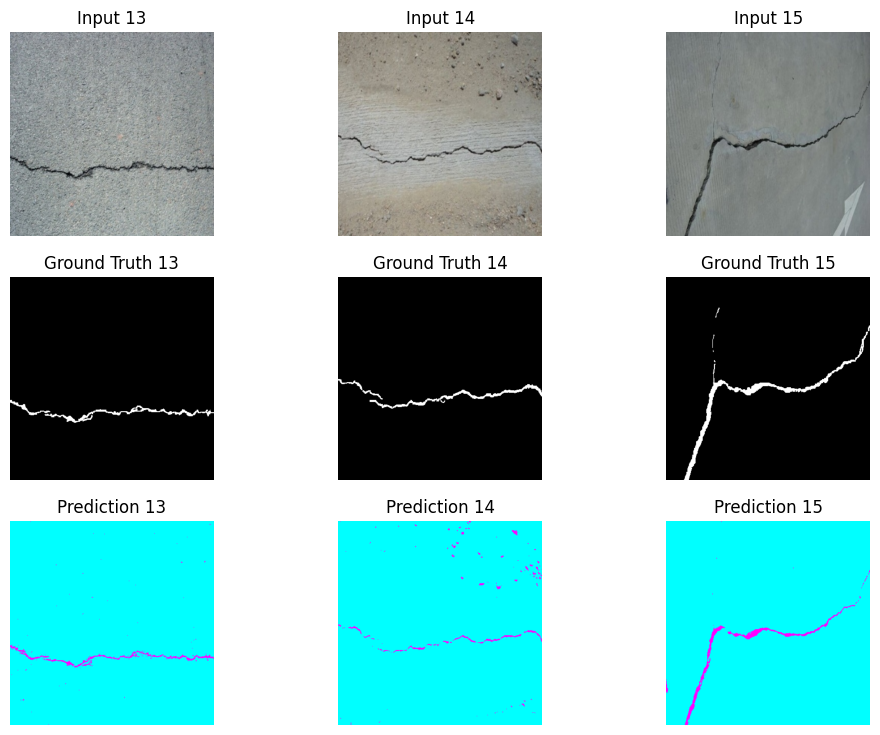 Input 13
Input 14
Input 15
Ground Truth 13
Ground Truth 14
Ground Truth 15
Prediction 13
Prediction 14
Prediction 15